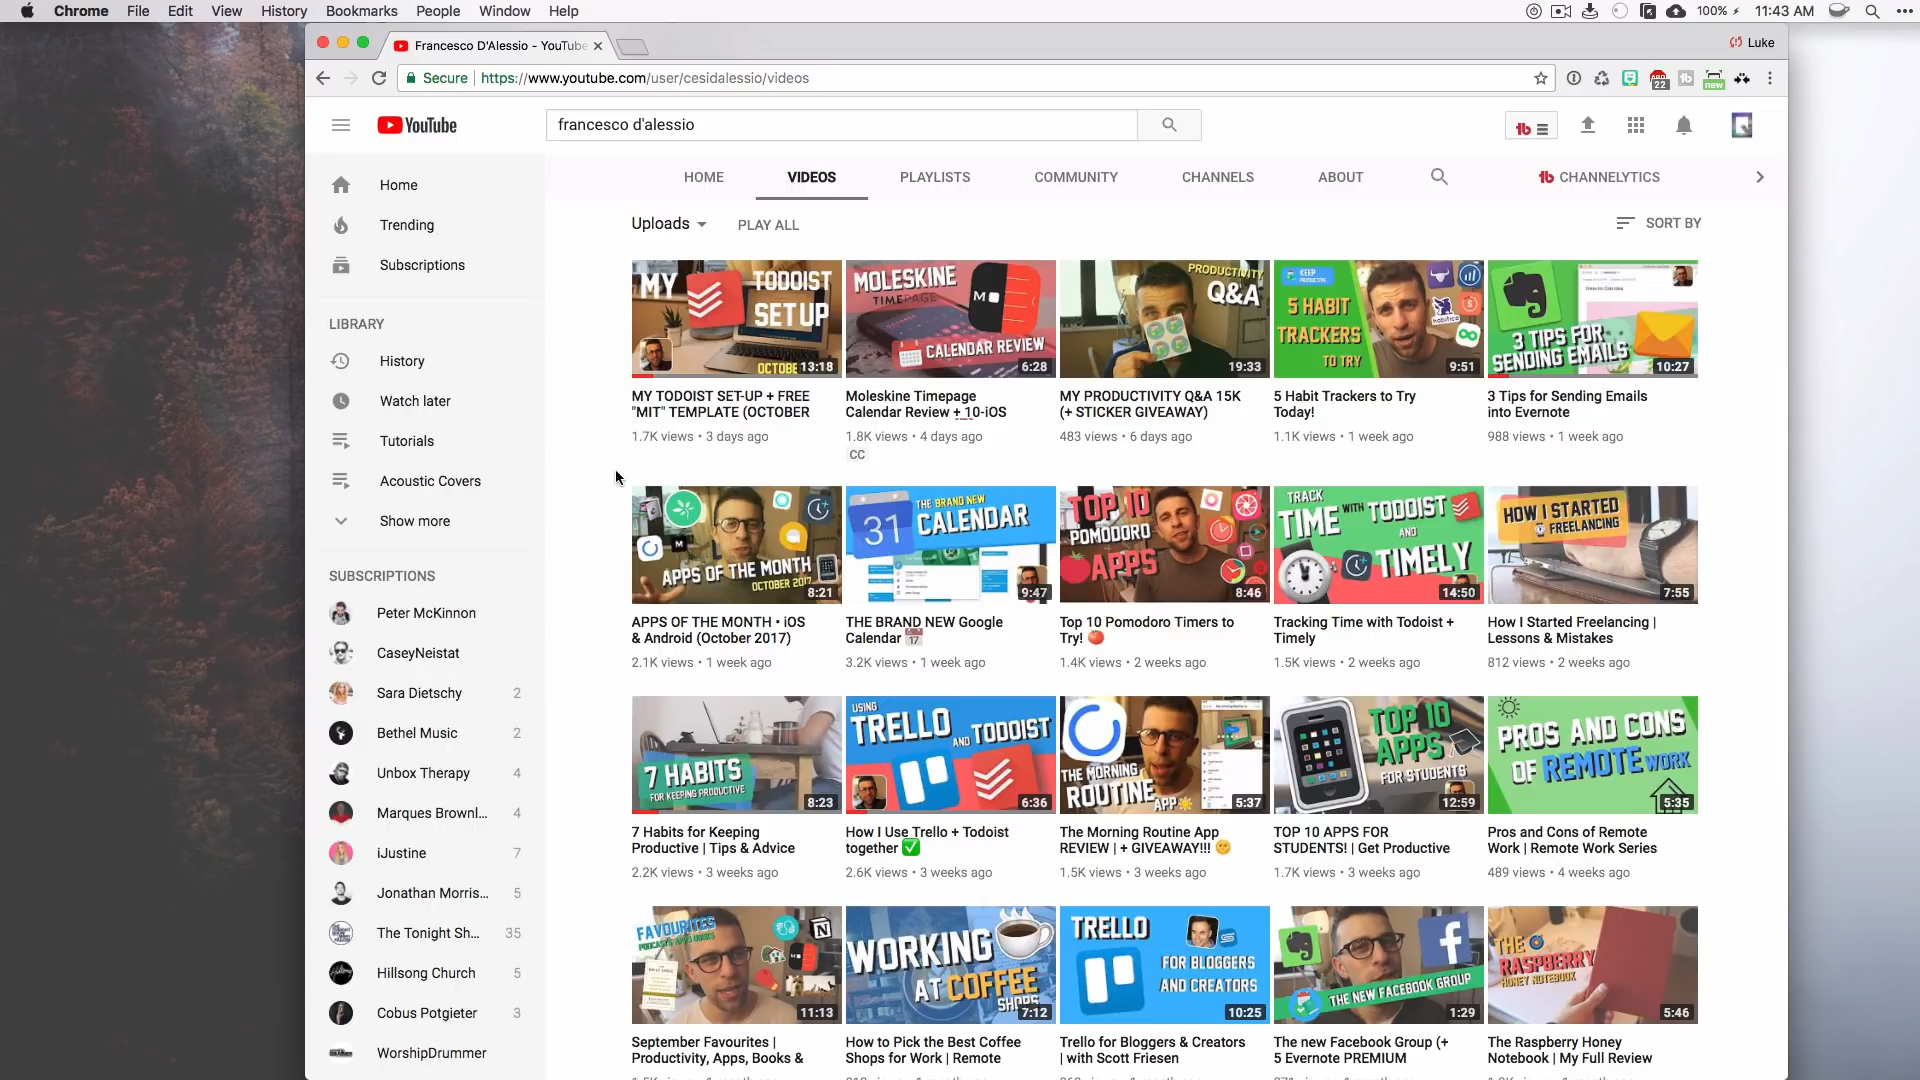 Chrome File Edit View History Bookmarks People Window Help 100% 11:43 AM
Francesco D'Alessio - YouTube Luke
Secure https://www.youtube.com/user/cesidalessio/videos 22 new
YouTube francesco d'alessio
HOME VIDEOS PLAYLISTS COMMUNITY CHANNELS ABOUT CHANNELYTICS
Uploads PLAY ALL SORT BY
Home
Trending
Subscriptions
LIBRARY
History
Watch later
Tutorials
Acoustic Covers
Show more
SUBSCRIPTIONS
Peter McKinnon
CaseyNeistat
Sara Dietschy 2
Bethel Music 2
Unbox Therapy 4
Marques Brownl... 4
iJustine 7
Jonathan Morris... 5
The Tonight Sh... 35
Hillsong Church 5
Cobus Potgieter 3
WorshipDrummer
MY TODOIST SETUP OCTOBE 13:18
MY TODOIST SET-UP + FREE
"MIT" TEMPLATE (OCTOBER
1.7K views • 3 days ago
MOLESKINE TIMEPAGE CALENDAR REVIEW 6:28
Moleskine Timepage
Calendar Review + 10-iOS
1.8K views • 4 days ago
CC
PRODUCTIVITY Q&A 19:33
MY PRODUCTIVITY Q&A 15K
(+ STICKER GIVEAWAY)
483 views • 6 days ago
KEEP PRODUCTIVE 5 HABIT TRACKERS TO TRY 9:51
5 Habit Trackers to Try
Today!
1.1K views • 1 week ago
3 TIPS FOR SENDING EMAILS 10:27
3 Tips for Sending Emails
into Evernote
988 views • 1 week ago
APPS OF THE MONTH OCTOBER 2017 8:21
APPS OF THE MONTH • iOS
& Android (October 2017)
2.1K views • 1 week ago
31 THE BRAND NEW CALENDAR 9:47
THE BRAND NEW Google
Calendar 📅
3.2K views • 1 week ago
TOP 10 POMODORO APPS 8:46
Top 10 Pomodoro Timers to
Try! 🍅
1.4K views • 2 weeks ago
TRACK TIME WITH TODOIST AND TIMELY 14:50
Tracking Time with Todoist +
Timely
1.5K views • 2 weeks ago
HOW I STARTED FREELANCING 7:55
How I Started Freelancing |
Lessons & Mistakes
812 views • 2 weeks ago
7 HABITS FOR KEEPING PRODUCTIVE 8:23
7 Habits for Keeping
Productive | Tips & Advice
2.2K views • 3 weeks ago
USING TRELLO AND TODOIST 6:36
How I Use Trello + Todoist
together ✅
2.6K views • 3 weeks ago
THE MORNING ROUTINE APP 5:37
The Morning Routine App
REVIEW | + GIVEAWAY!!! 🌞
1.5K views • 3 weeks ago
TOP 10 APPS FOR STUDENTS 12:59
TOP 10 APPS FOR
STUDENTS! | Get Productive
1.7K views • 3 weeks ago
PROS AND CONS OF REMOTE WORK 5:35
Pros and Cons of Remote
Work | Remote Work Series
489 views • 4 weeks ago
FAVOURITES PODCASTS APPS BOOKS 11:13
September Favourites |
Productivity, Apps, Books &
WORKING AT COFFEE SHOPS 7:12
How to Pick the Best Coffee
Shops for Work | Remote
TRELLO FOR BLOGGERS AND CREATORS 10:25
Trello for Bloggers & Creators
| with Scott Friesen
THE NEW FACEBOOK GROUP 1:29
The new Facebook Group (+
5 Evernote PREMIUM
THE RASPBERRY HONEY NOTEBOOK 5:46
The Raspberry Honey
Notebook | My Full Review